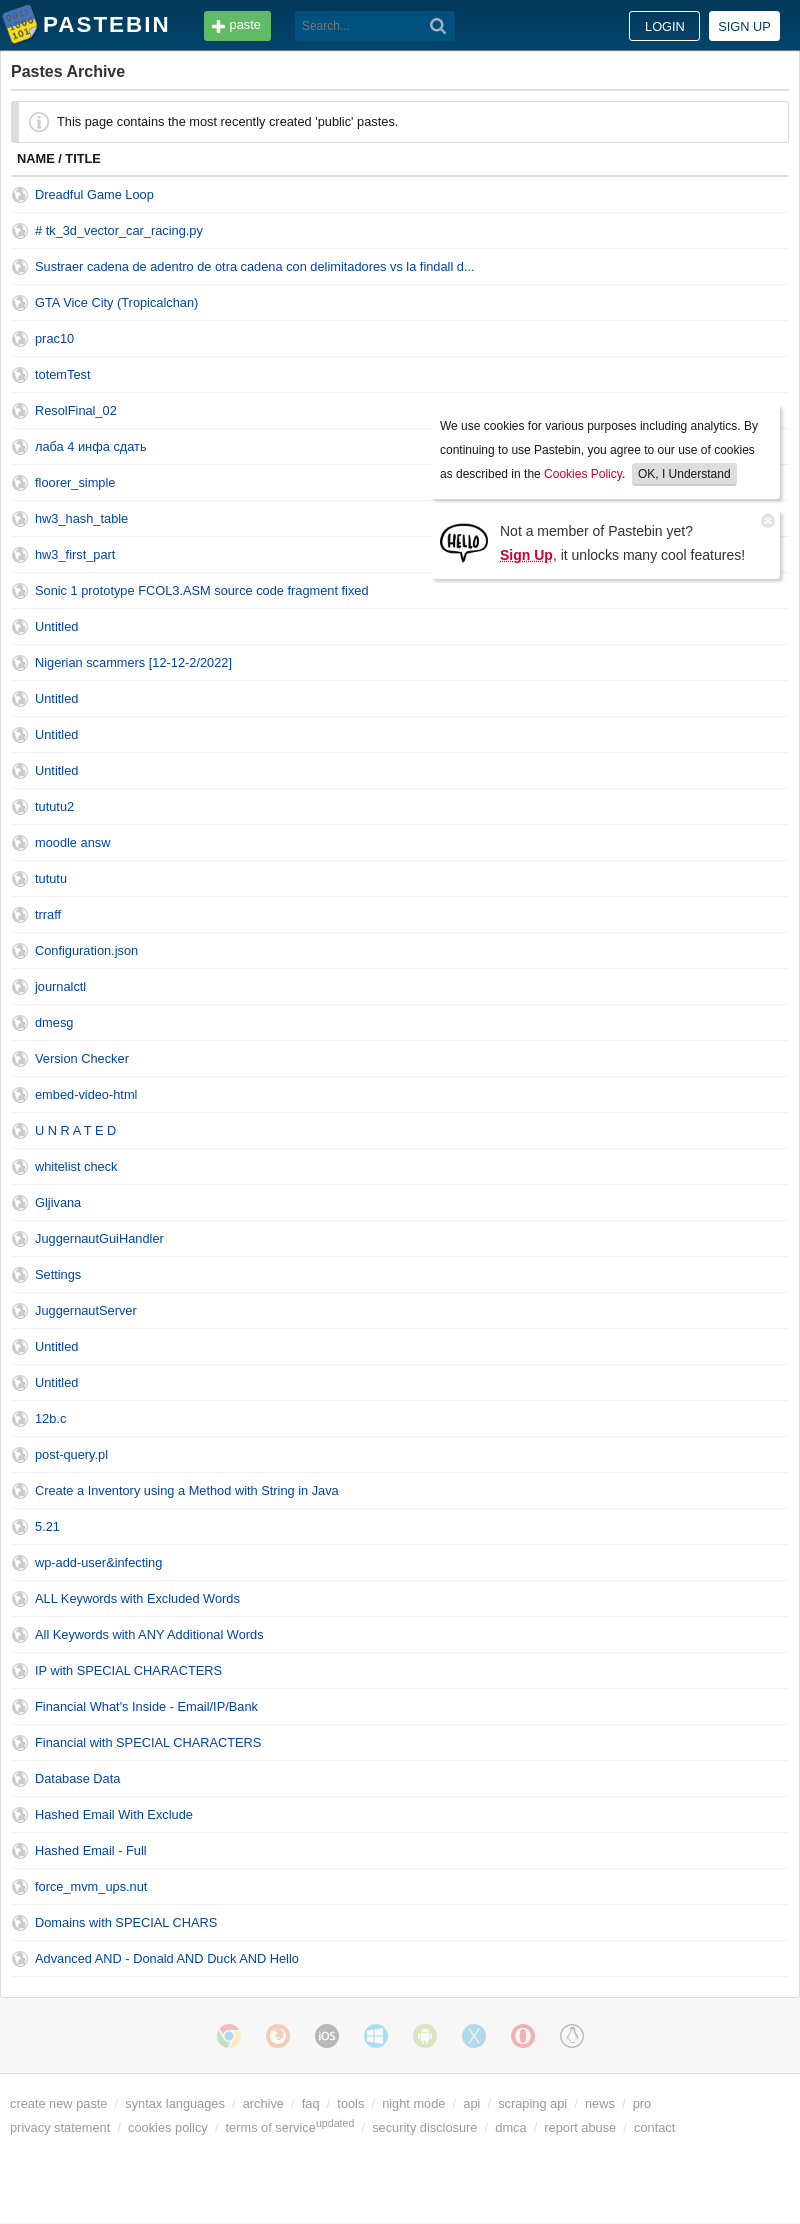 PASTEBIN
paste
Search...
LOGIN
SIGN UP
Pastes Archive
This page contains the most recently created 'public' pastes.
NAME / TITLE
Dreadful Game Loop
# tk_3d_vector_car_racing.py
Sustraer cadena de adentro de otra cadena con delimitadores vs la findall d...
GTA Vice City (Tropicalchan)
prac10
totemTest
ResolFinal_02
лаба 4 инфа сдать
floorer_simple
hw3_hash_table
hw3_first_part
Sonic 1 prototype FCOL3.ASM source code fragment fixed
We use cookies for various purposes including analytics. By
continuing to use Pastebin, you agree to our use of cookies
as described in the Cookies Policy. OK, I Understand
HELLO
Not a member of Pastebin yet?
Sign Up, it unlocks many cool features!
Untitled
Nigerian scammers [12-12-2/2022]
Untitled
Untitled
Untitled
tututu2
moodle answ
tututu
trraff
Configuration.json
journalctl
dmesg
Version Checker
embed-video-html
U N R A T E D
whitelist check
Gljivana
JuggernautGuiHandler
Settings
JuggernautServer
Untitled
Untitled
12b.c
post-query.pl
Create a Inventory using a Method with String in Java
5.21
wp-add-user&infecting
ALL Keywords with Excluded Words
All Keywords with ANY Additional Words
IP with SPECIAL CHARACTERS
Financial What's Inside - Email/IP/Bank
Financial with SPECIAL CHARACTERS
Database Data
Hashed Email With Exclude
Hashed Email - Full
force_mvm_ups.nut
Domains with SPECIAL CHARS
Advanced AND - Donald AND Duck AND Hello
iOS
create new paste / syntax languages / archive / faq / tools / night mode / api / scraping api / news / pro
privacy statement / cookies policy / terms of serviceupdated / security disclosure / dmca / report abuse / contact